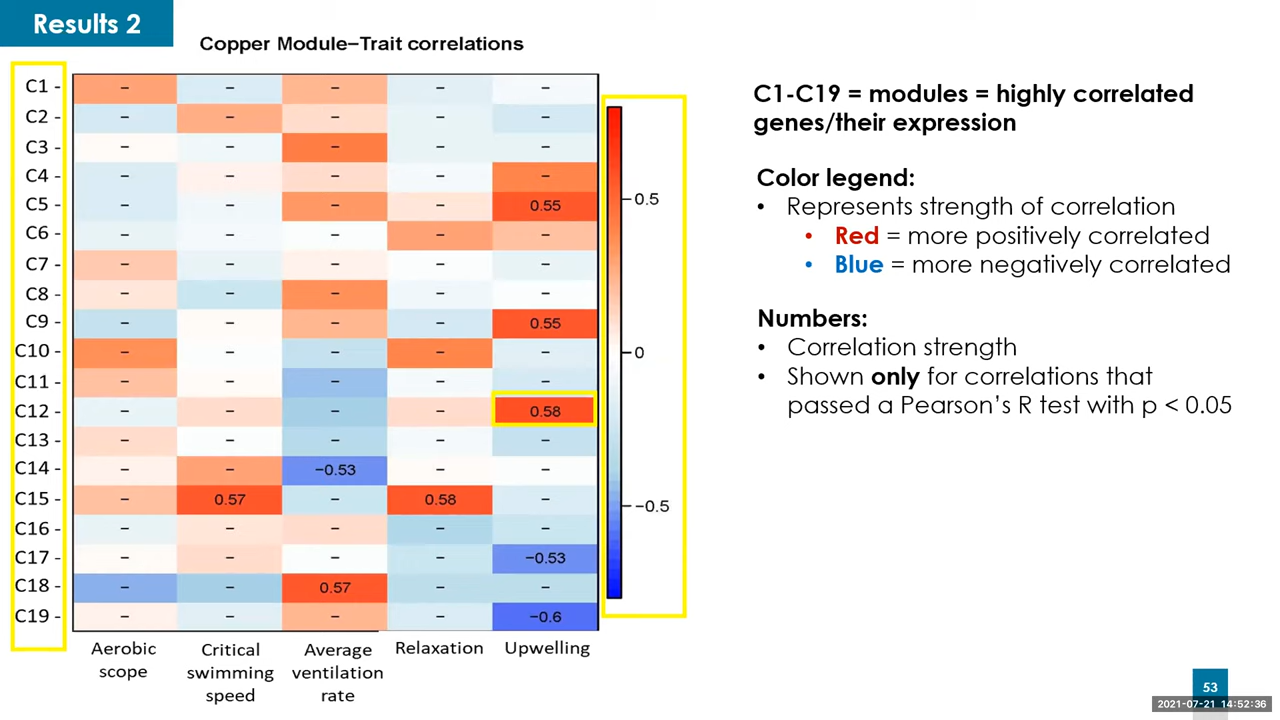 Results 2
Copper Module−Trait correlations
C1 - − − − − −
C2 - − − − − −
C3 - − − − − −
C4 - − − − − −
C5 - − − − − 0.55
C6 - − − − − −
C7 - − − − − −
C8 - − − − − −
C9 - − − − − 0.55
C10 - − − − − −
C11 - − − − − −
C12 - − − − − 0.58
C13 - − − − − −
C14 - − − −0.53 − −
C15 - − 0.57 − 0.58 −
C16 - − − − − −
C17 - − − − − −0.53
C18 - − − 0.57 − −
C19 - − − − − −0.6
Aerobic scope
Critical swimming speed
Average ventilation rate
Relaxation
Upwelling
0.5
0
−0.5
C1-C19 = modules = highly correlated
genes/their expression
Color legend:
• Represents strength of correlation
• Red = more positively correlated
• Blue = more negatively correlated
Numbers:
• Correlation strength
• Shown only for correlations that
passed a Pearson’s R test with p < 0.05
53
2021-07-21 14:52:36